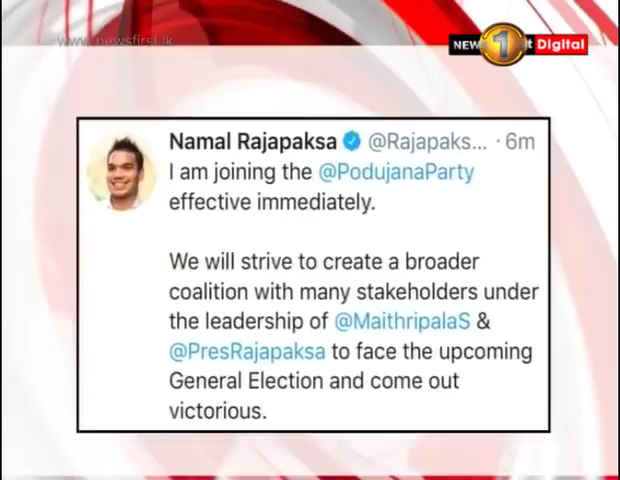 www.newsfirst.lk
NEWS 1st Digital
Namal Rajapaksa @Rajapaks... · 6m
I am joining the @PodujanaParty
effective immediately.
We will strive to create a broader
coalition with many stakeholders under
the leadership of @MaithripalaS &
@PresRajapaksa to face the upcoming
General Election and come out
victorious.